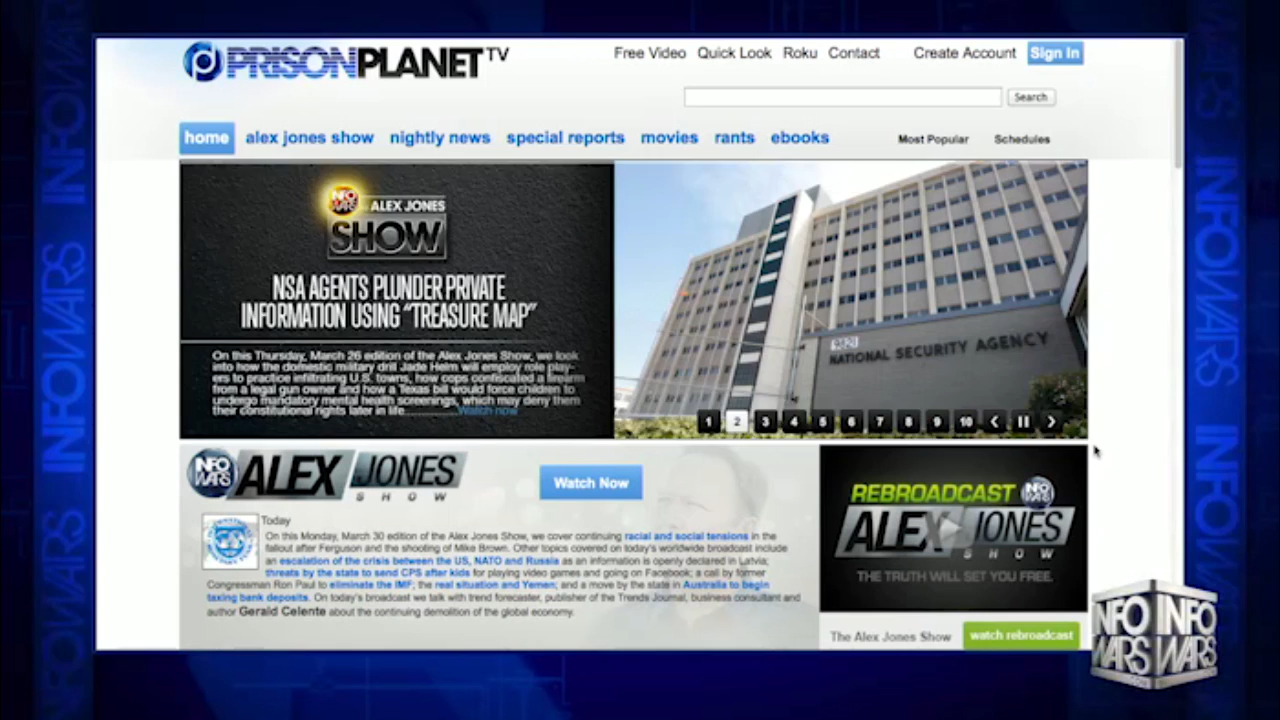 PRISONPLANET TV
Free Video Quick Look Roku Contact Create Account Sign In
Search
home alex jones show nightly news special reports movies rants ebooks Most Popular Schedules
INFO WARS ALEX JONES
SHOW
NSA AGENTS PLUNDER PRIVATE
INFORMATION USING “TREASURE MAP”
On this Thursday, March 26 edition of the Alex Jones Show, we look
into how the domestic military drill Jade Helm will employ role play-
ers to practice infiltrating U.S. towns, how cops confiscated a firearm
from a legal gun owner and how a Texas bill would force children to
undergo mandatory mental health screenings, which may deny them
their constitutional rights later in life..............Watch now
9821
NATIONAL SECURITY AGENCY
1 2 3 4 5 6 7 8 9 10
INFO WARS ALEX JONES
SHOW
Watch Now
Today
On this Monday, March 30 edition of the Alex Jones Show, we cover continuing racial and social tensions in the
fallout after Ferguson and the shooting of Mike Brown. Other topics covered on today's worldwide broadcast include
an escalation of the crisis between the US, NATO and Russia as an information is openly declared in Latvia;
threats by the state to send CPS after kids for playing video games and going on Facebook; a call by former
Congressman Ron Paul to eliminate the IMF; the real situation and Yemen; and a move by the state in Australia to begin
taxing bank deposits. On today's broadcast we talk with trend forecaster, publisher of the Trends Journal, business consultant and
author Gerald Celente about the continuing demolition of the global economy.
REBROADCAST INFO WARS
ALEX JONES
SHOW
THE TRUTH WILL SET YOU FREE.
The Alex Jones Show watch rebroadcast
INFO WARS INFO WARS
.COM
INFOWARS
INFOWARS
INFOWARS
INFOWARS
INFOWARS